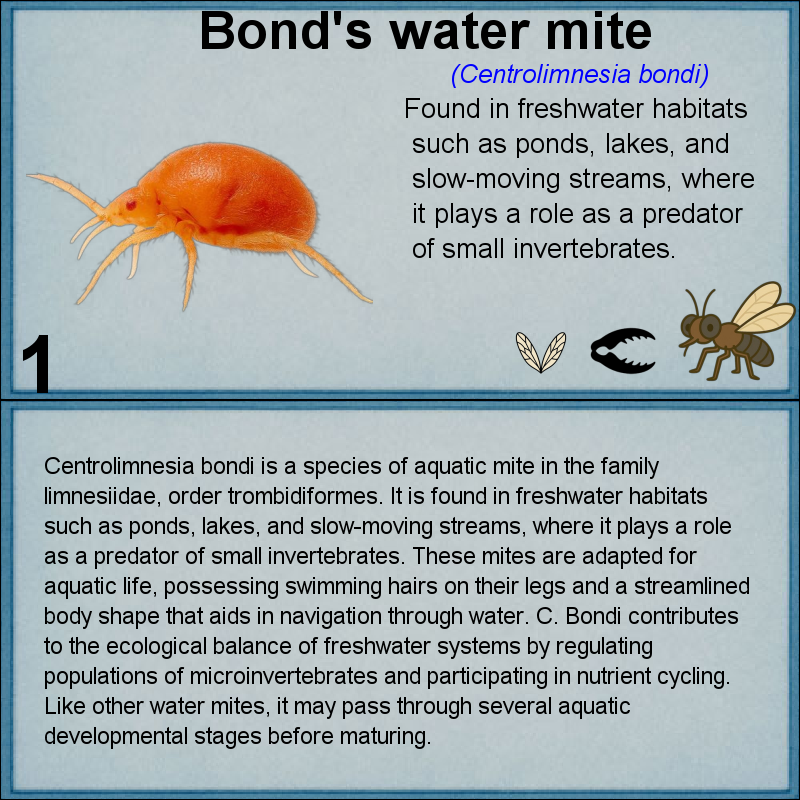 Bond's water mite
(Centrolimnesia bondi)
Found in freshwater habitats
such as ponds, lakes, and
slow-moving streams, where
it plays a role as a predator
of small invertebrates.
1
Centrolimnesia bondi is a species of aquatic mite in the family
limnesiidae, order trombidiformes. It is found in freshwater habitats
such as ponds, lakes, and slow-moving streams, where it plays a role
as a predator of small invertebrates. These mites are adapted for
aquatic life, possessing swimming hairs on their legs and a streamlined
body shape that aids in navigation through water. C. Bondi contributes
to the ecological balance of freshwater systems by regulating
populations of microinvertebrates and participating in nutrient cycling.
Like other water mites, it may pass through several aquatic
developmental stages before maturing.